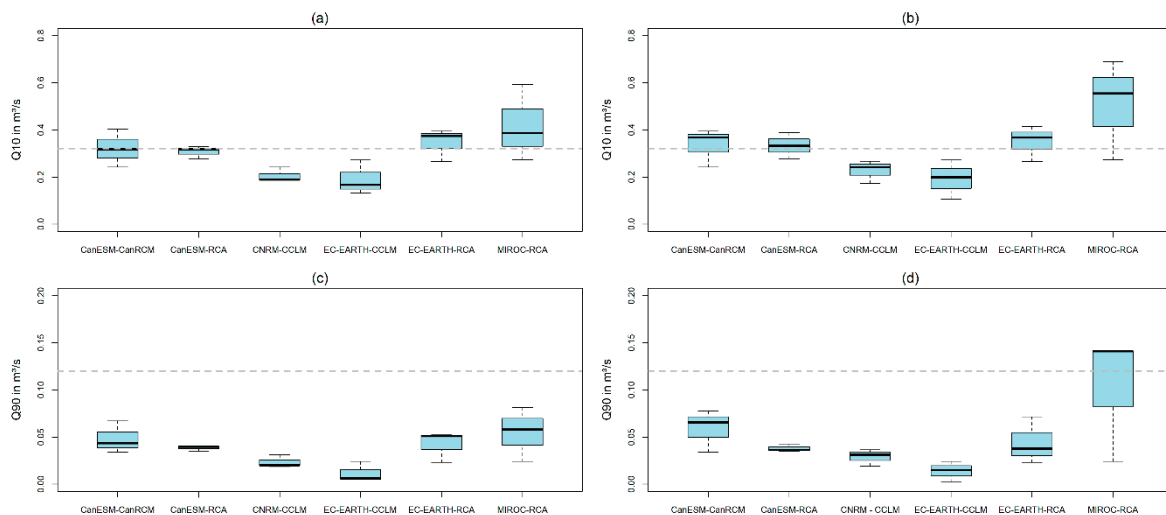 (a)
Q10 in m³/s
0.8
0.6
0.4
0.2
0.0
CanESM-CanRCM CanESM-RCA CNRM-CCLM EC-EARTH-CCLM EC-EARTH-RCA MIROC-RCA
(b)
Q10 in m³/s
0.8
0.6
0.4
0.2
0.0
CanESM-CanRCM CanESM-RCA CNRM-CCLM EC-EARTH-CCLM EC-EARTH-RCA MIROC-RCA
(c)
Q90 in m³/s
0.20
0.15
0.10
0.05
0.00
CanESM-CanRCM CanESM-RCA CNRM-CCLM EC-EARTH-CCLM EC-EARTH-RCA MIROC-RCA
(d)
Q90 in m³/s
0.20
0.15
0.10
0.05
0.00
CanESM-CanRCM CanESM-RCA CNRM - CCLM EC-EARTH-CCLM EC-EARTH-RCA MIROC-RCA